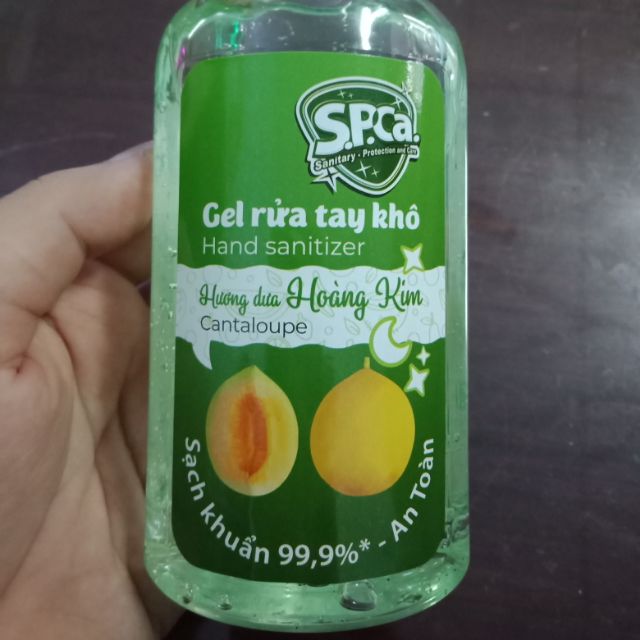 S.P.Ca.
Sanitary - Protection and Care
Gel rửa tay khô
Hand sanitizer
Hương dưa Hoàng Kim
Cantaloupe
Sạch khuẩn 99,9%* - An Toàn